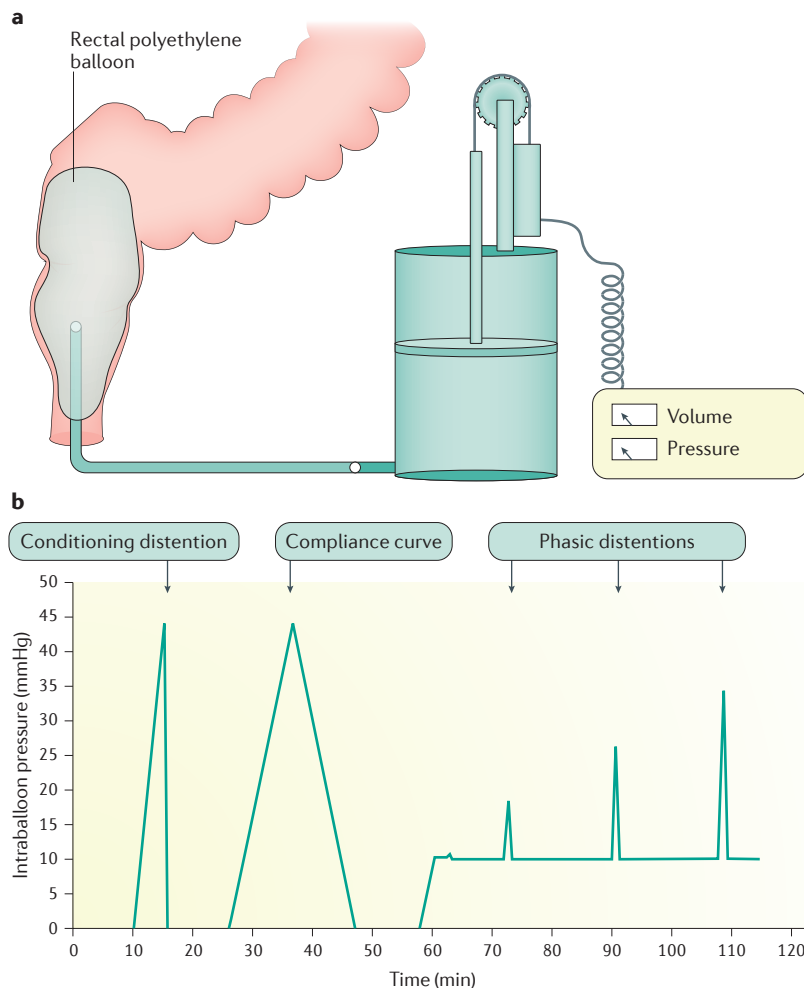 a
Rectal polyethylene
balloon
Volume
Pressure
b
Conditioning distention
Compliance curve
Phasic distentions
Intraballoon pressure (mmHg)
50
45
40
35
30
25
20
15
10
5
0
0 10 20 30 40 50 60 70 80 90 100 110 120
Time (min)